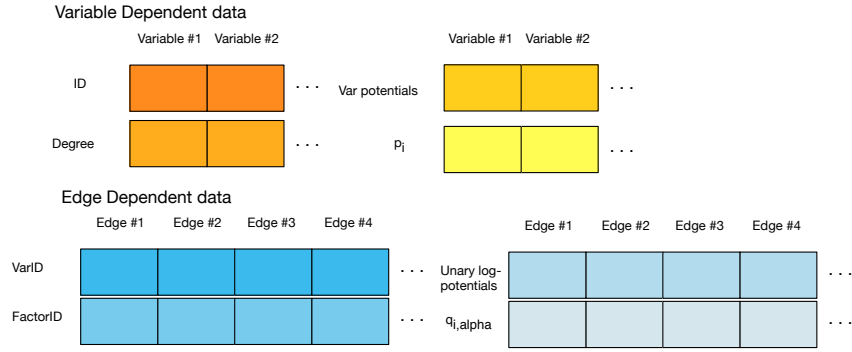 Variable Dependent data
Variable #1 Variable #2
ID
. . .
Degree
. . .
Variable #1 Variable #2
Var potentials
. . .
pi
. . .
Edge Dependent data
Edge #1 Edge #2 Edge #3 Edge #4
VarID
. . .
FactorID
. . .
Edge #1 Edge #2 Edge #3 Edge #4
Unary log-
potentials
. . .
qi,alpha
. . .